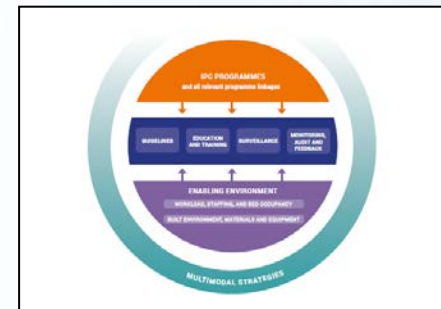 IPC PROGRAMMES
and all relevant programme linkages
GUIDELINES
EDUCATION
AND TRAINING
SURVEILLANCE
MONITORING,
AUDIT AND
FEEDBACK
ENABLING ENVIRONMENT
WORKLOAD, STAFFING, AND BED OCCUPANCY
BUILT ENVIRONMENT, MATERIALS AND EQUIPMENT
MULTIMODAL STRATEGIES